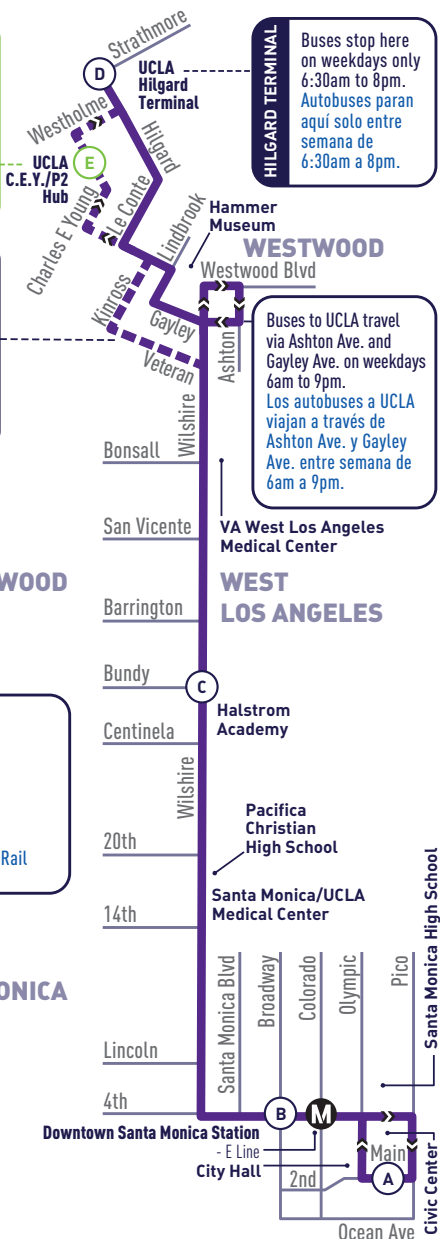 Strathmore
D
UCLA
Hilgard
Terminal
HILGARD TERMINAL
Buses stop here
on weekdays only
6:30am to 8pm.
Autobuses paran
aquí solo entre
semana de
6:30am a 8pm.
Westholme
Hilgard
E
UCLA
C.E.Y./P2
Hub
Charles E Young
Le Conte
Lindbrook
Hammer
Museum
WESTWOOD
Westwood Blvd
Kinross
Gayley
Veteran
Ashton
Buses to UCLA travel
via Ashton Ave. and
Gayley Ave. on weekdays
6am to 9pm.
Los autobuses a UCLA
viajan a través de
Ashton Ave. y Gayley
Ave. entre semana de
6am a 9pm.
Wilshire
Bonsall
San Vicente
VA West Los Angeles
Medical Center
WOOD
WEST
LOS ANGELES
Barrington
Bundy
C
Halstrom
Academy
Centinela
Wilshire
Pacifica
Christian
High School
20th
Rail
Santa Monica/UCLA
Medical Center
14th
ONICA
Santa Monica Blvd
Broadway
Colorado
Olympic
Pico
Santa Monica High School
Lincoln
4th
B
M
Downtown Santa Monica Station
- E Line
City Hall
Main
A
2nd
Civic Center
Ocean Ave